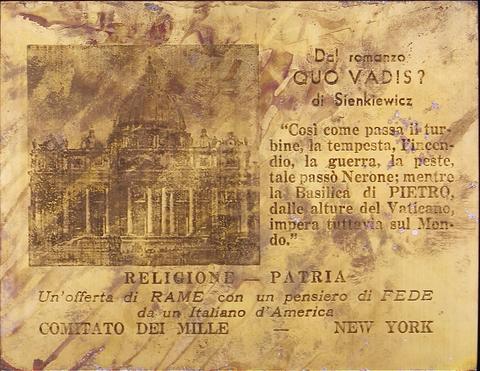 Dal romanzo
QUO VADIS?
di Sienkiewicz
"Così come passa il tur-
bine, la tempesta, l'incen-
dio, la guerra, la peste,
tale passò Nerone; mentre
la Basilica di PIETRO,
dalle alture del Vaticano,
impera tuttavia sul Mon-
do."
RELIGIONE — PATRIA
Un'offerta di RAME con un pensiero di FEDE
da un Italiano d'America
COMITATO DEI MILLE — NEW YORK